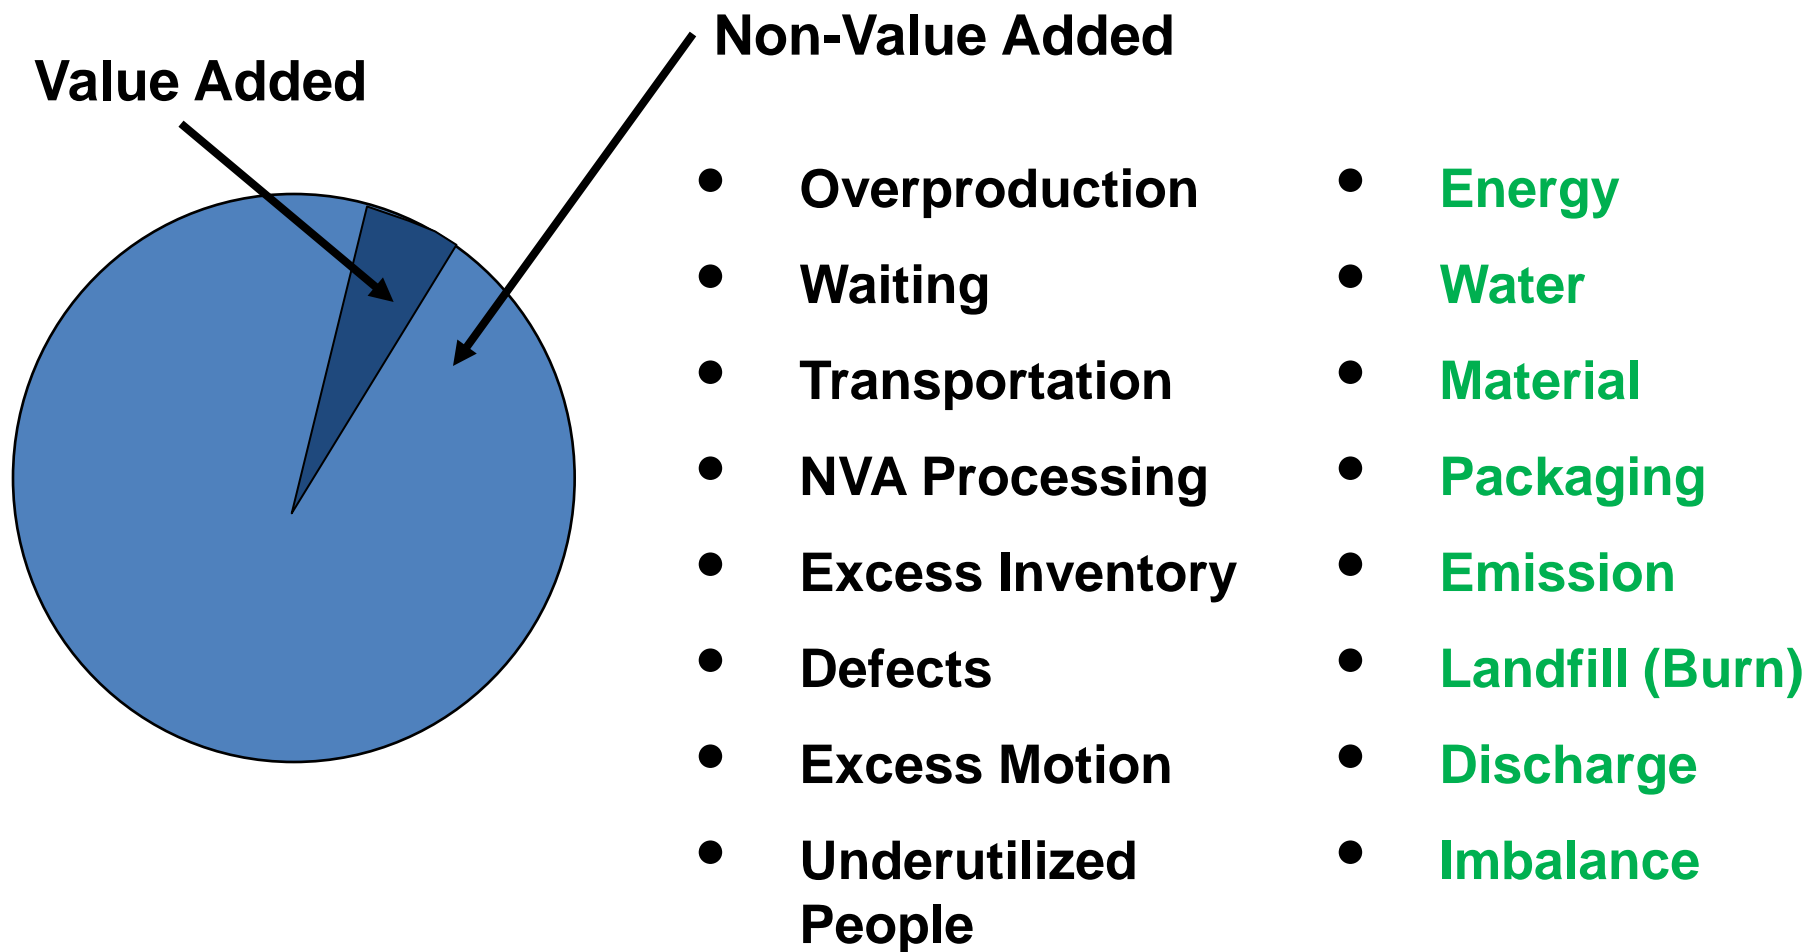 Non-Value Added
Value Added
• Overproduction
• Waiting
• Transportation
• NVA Processing
• Excess Inventory
• Defects
• Excess Motion
• Underutilized
People
• Energy
• Water
• Material
• Packaging
• Emission
• Landfill (Burn)
• Discharge
• Imbalance